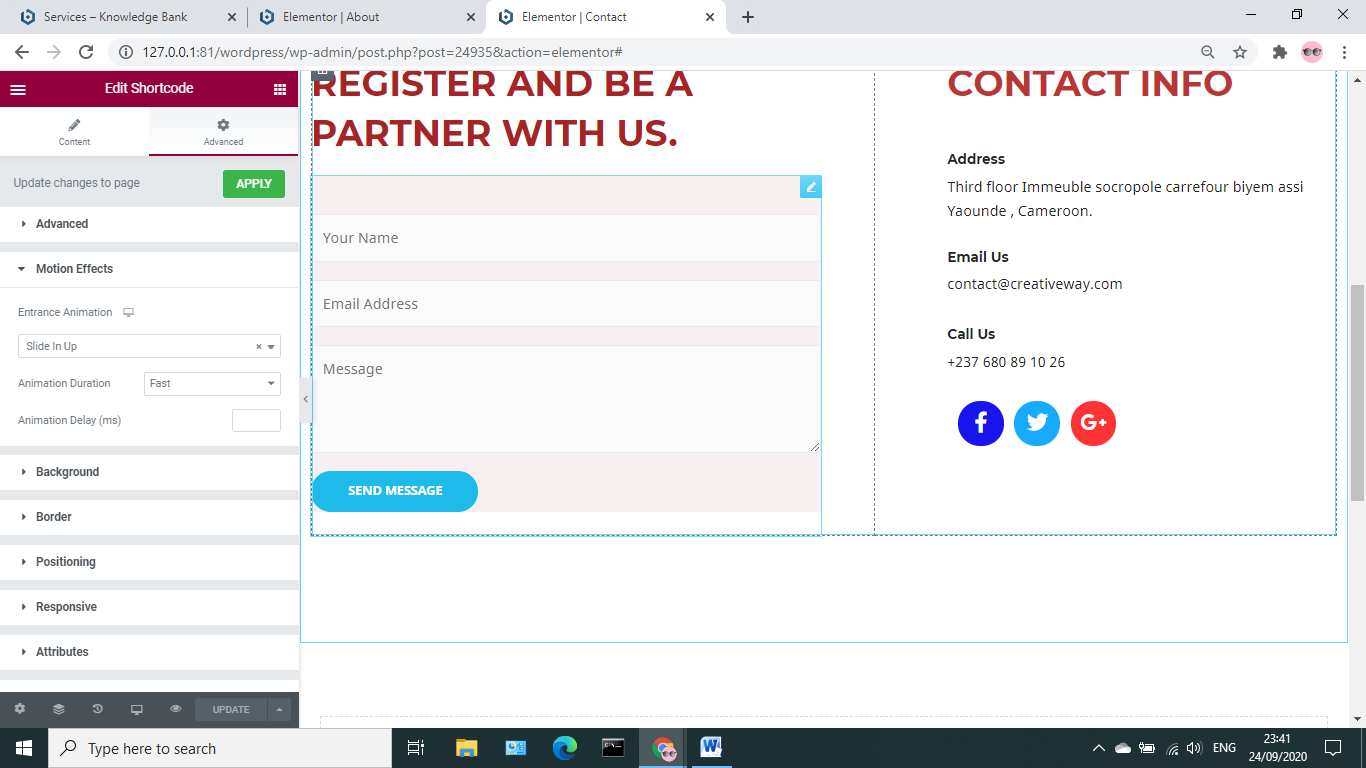 Services – Knowledge Bank
Elementor | About
Elementor | Contact
127.0.0.1:81/wordpress/wp-admin/post.php?post=24935&action=elementor#
Edit Shortcode
Content
Advanced
Update changes to page
APPLY
Advanced
Motion Effects
Entrance Animation
Slide In Up
Animation Duration
Fast
Animation Delay (ms)
Background
Border
Positioning
Responsive
Attributes
UPDATE
REGISTER AND BE A
PARTNER WITH US.
Your Name
Email Address
Message
SEND MESSAGE
CONTACT INFO
Address
Third floor Immeuble socropole carrefour biyem assi
Yaounde , Cameroon.
Email Us
contact@creativeway.com
Call Us
+237 680 89 10 26
Type here to search
ENG
23:41
24/09/2020